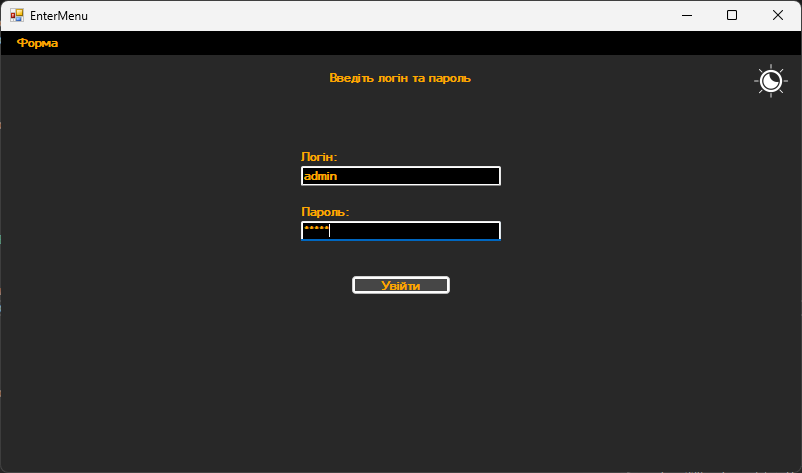 EnterMenu
Форма
Введіть логін та пароль
Логін:
admin
Пароль:
*****
Увійти